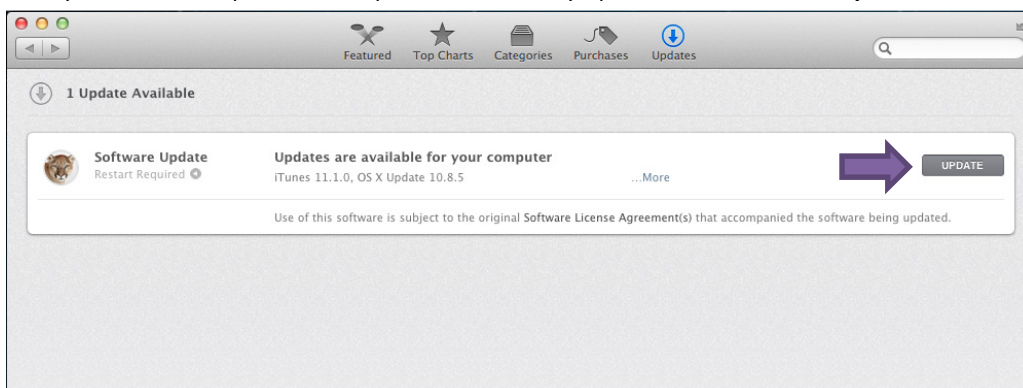 Featured Top Charts Categories Purchases Updates
1 Update Available
Software Update
Restart Required
Updates are available for your computer
iTunes 11.1.0, OS X Update 10.8.5 ...More
UPDATE
Use of this software is subject to the original Software License Agreement(s) that accompanied the software being updated.